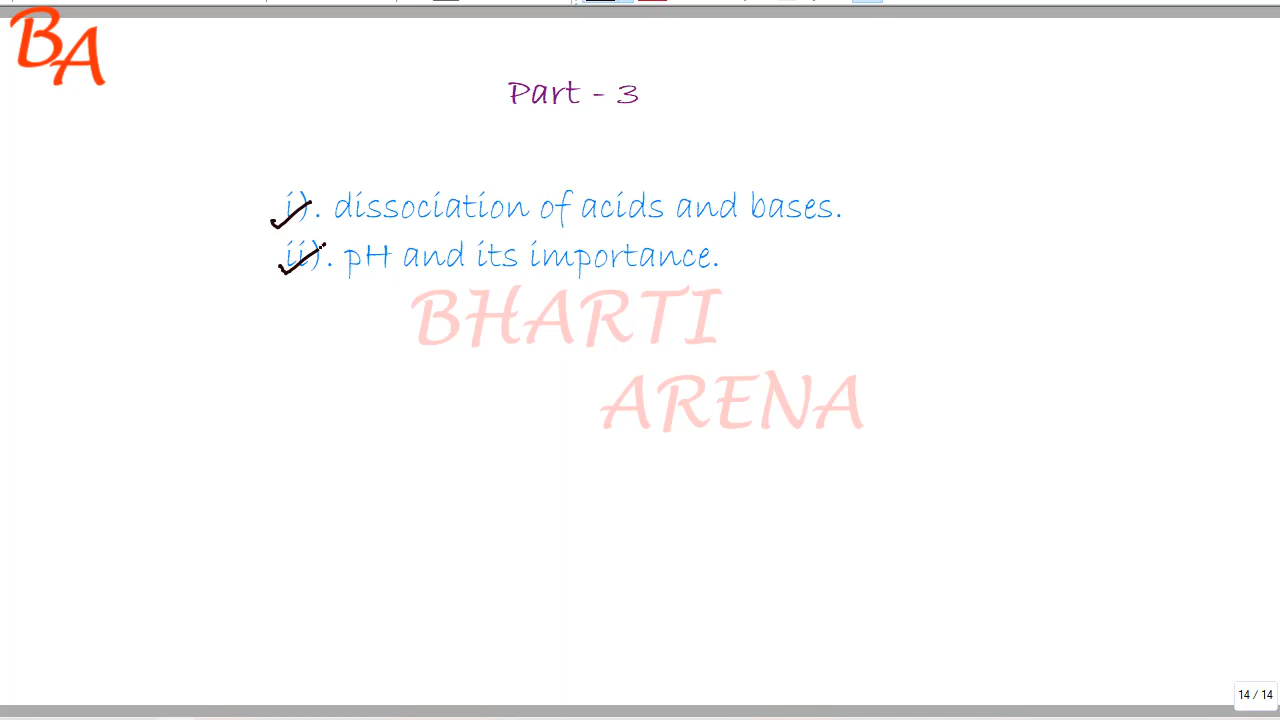 BA
Part - 3
i). dissociation of acids and bases.
ii). pH and its importance.
BHARTI
ARENA
14 / 14